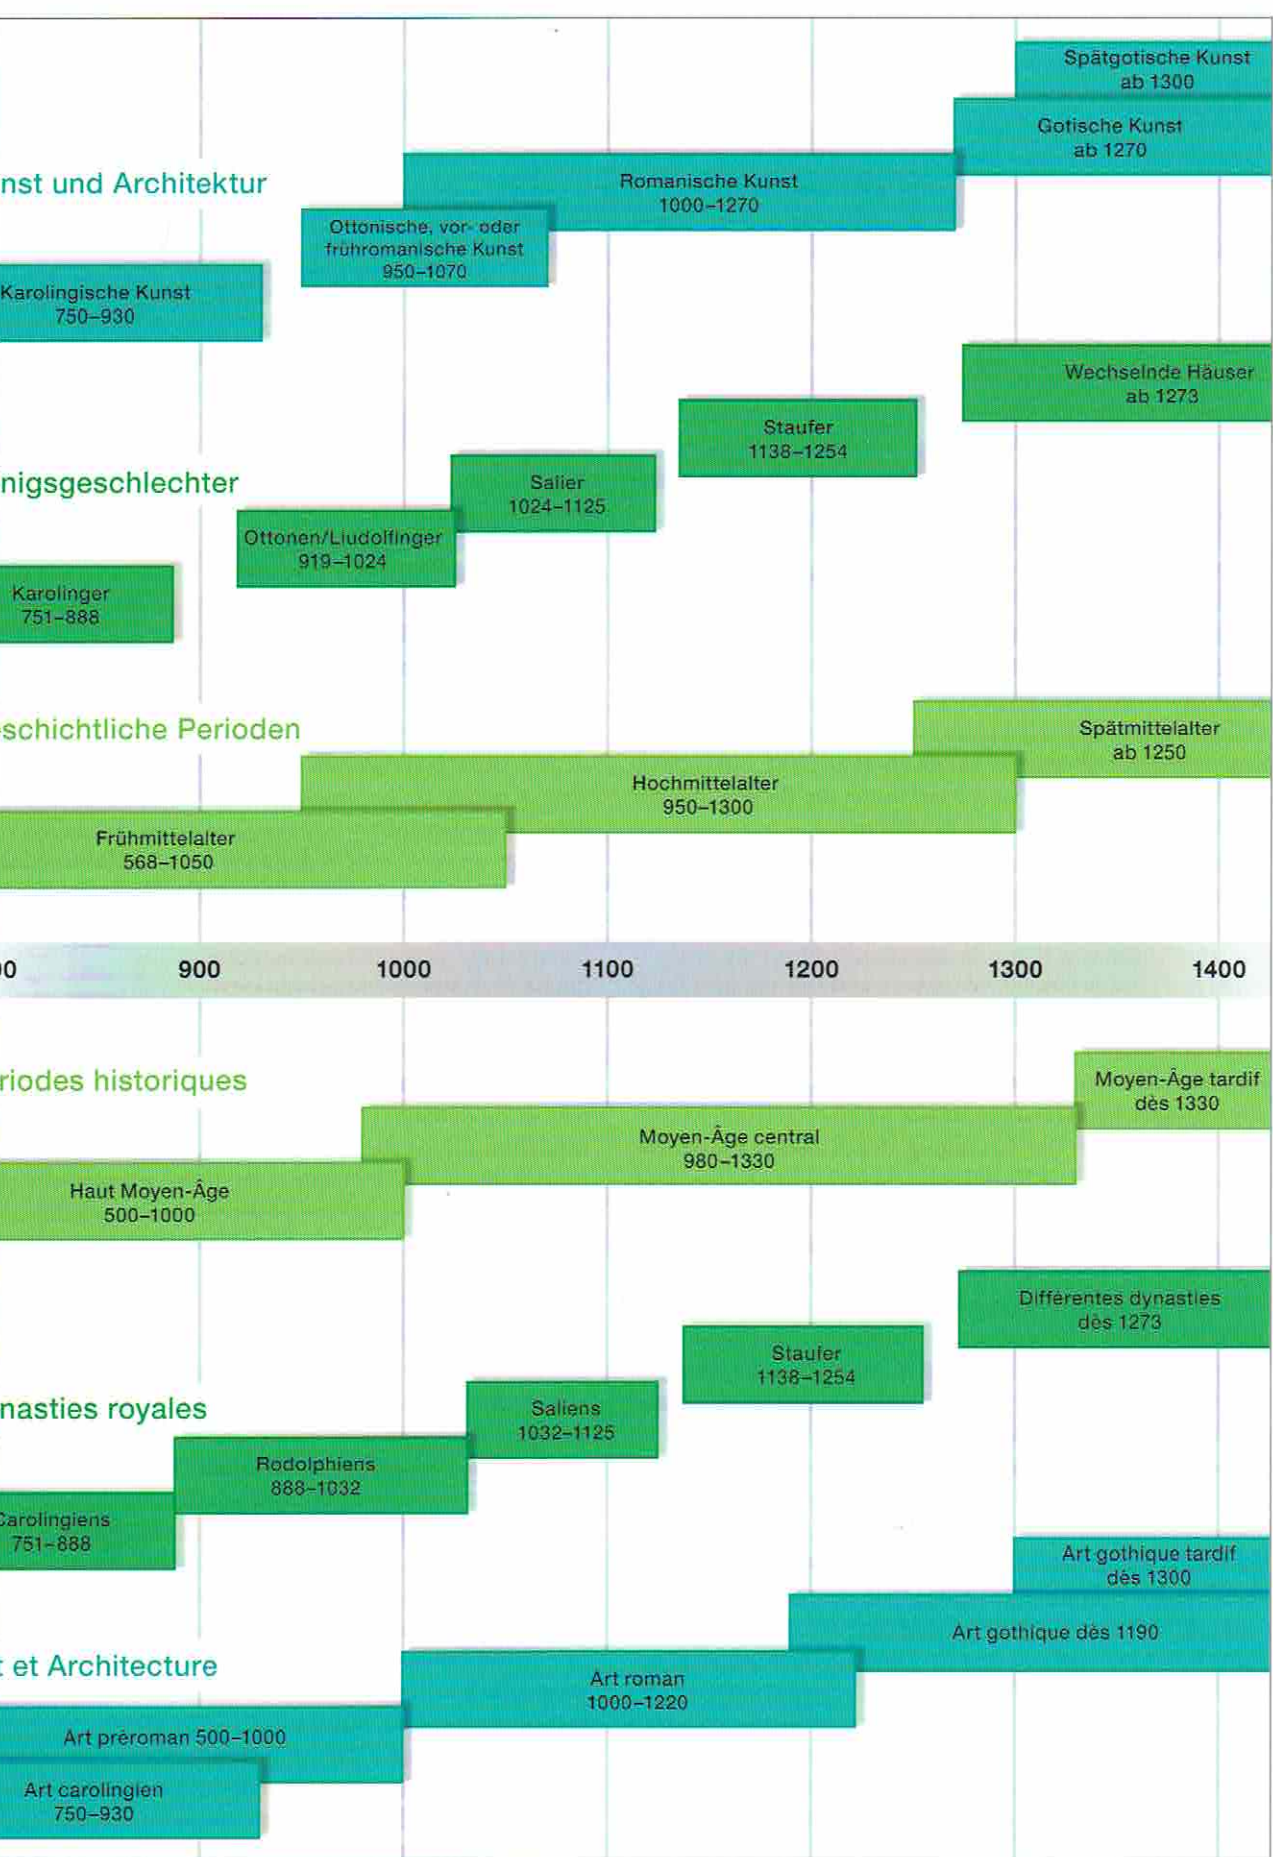 Spätgotische Kunst
ab 1300
Gotische Kunst
ab 1270
nst und Architektur
Romanische Kunst
1000–1270
Ottonische, vor- oder
frühromanische Kunst
950–1070
Karolingische Kunst
750–930
Wechselnde Häuser
ab 1273
Staufer
1138–1254
nigsgeschlechter
Salier
1024–1125
Ottonen/Liudolfinger
919–1024
Karolinger
751–888
schichtliche Perioden
Spätmittelalter
ab 1250
Hochmittelalter
950–1300
Frühmittelalter
568–1050
00 900 1000 1100 1200 1300 1400
riodes historiques
Moyen-Âge tardif
dès 1330
Moyen-Âge central
980–1330
Haut Moyen-Âge
500–1000
Différentes dynasties
dès 1273
Staufer
1138–1254
nasties royales
Saliens
1032–1125
Rodolphiens
888–1032
Carolingiens
751–888
Art gothique tardif
dès 1300
Art gothique dès 1190
t et Architecture
Art roman
1000–1220
Art préroman 500–1000
Art carolingien
750–930